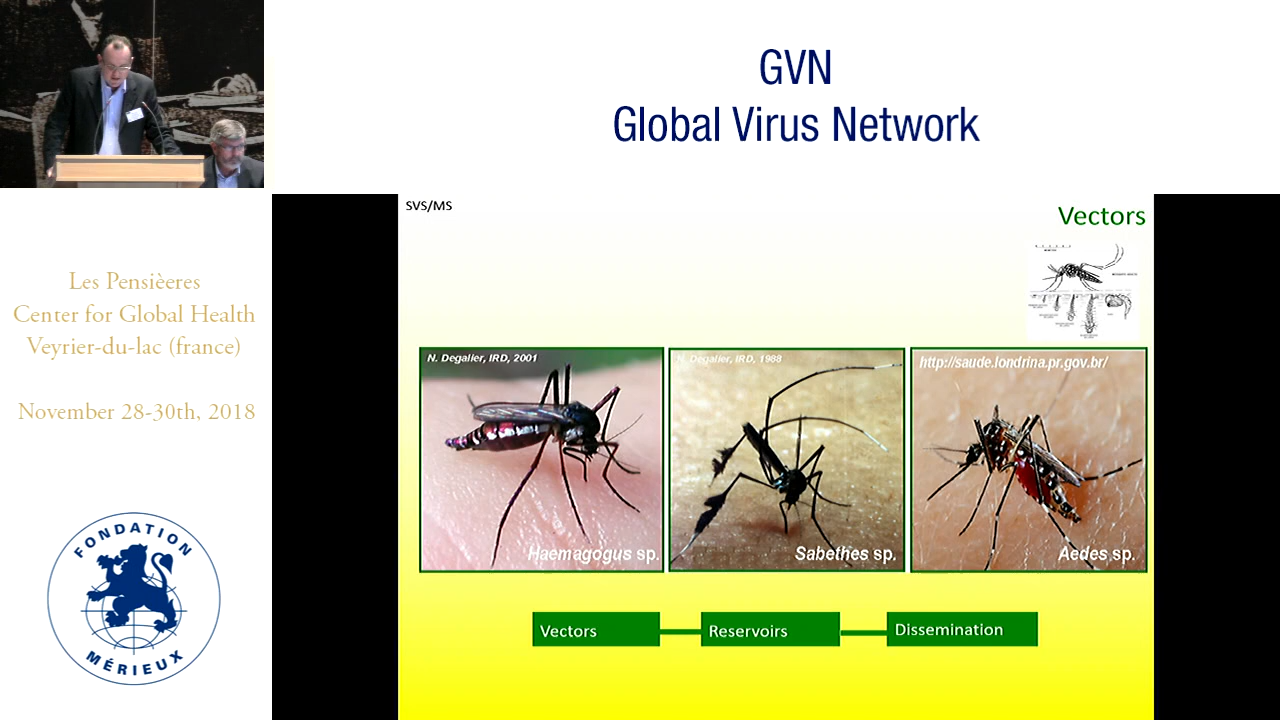 GVN
Global Virus Network
Les Pensièeres
Center for Global Health
Veyrier-du-lac (france)
November 28-30th, 2018
FONDATION
MÉRIEUX
SVS/MS
Vectors
N. Degallier, IRD, 2001
N. Degallier, IRD, 1988
http://saude.londrina.pr.gov.br/
Haemagogus sp.
Sabethes sp.
Aedes sp.
Vectors
Reservoirs
Dissemination